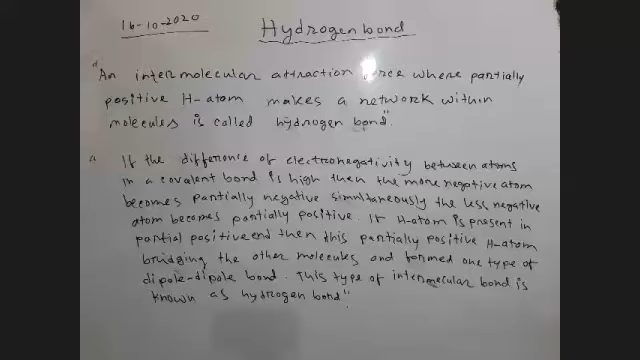 16-10-2020
Hydrogen bond
"An intermolecular attraction force where partially
positive H-atom makes a network within
molecules is called hydrogen bond".
" If the difference of electronegativity between atoms
in a covalent bond is high then the more negative atom
becomes partially negative simultaneously the less negative
atom becomes partially positive. If H-atom is present in
partial positive end then this partially positive H-atom
bridging the other molecules and formed one type of
dipole-dipole bond. This type of intermolecular bond is
known as hydrogen bond".